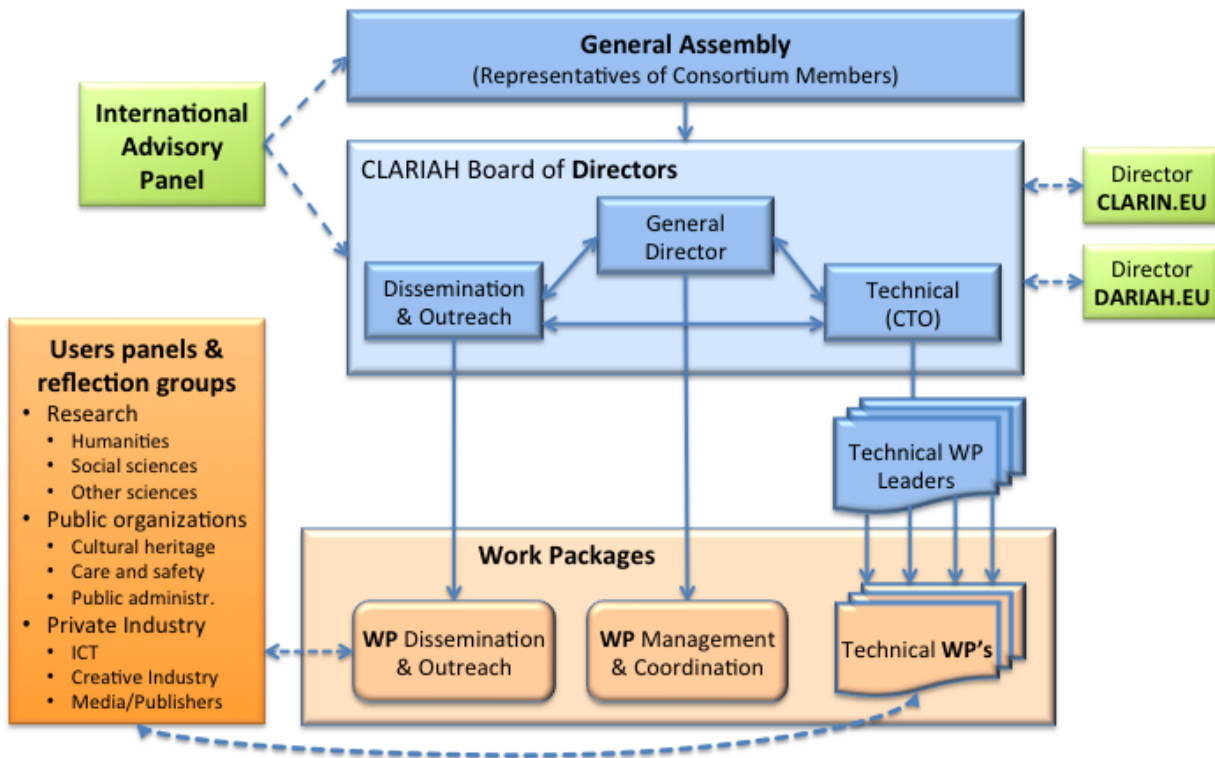 General Assembly
(Representatives of Consortium Members)
International
Advisory
Panel
CLARIAH Board of Directors
General
Director
Dissemination
& Outreach
Technical
(CTO)
Director
CLARIN.EU
Director
DARIAH.EU
Users panels &
reflection groups
• Research
• Humanities
• Social sciences
• Other sciences
• Public organizations
• Cultural heritage
• Care and safety
• Public administr.
• Private Industry
• ICT
• Creative Industry
• Media/Publishers
Technical WP
Leaders
Work Packages
WP Dissemination
& Outreach
WP Management
& Coordination
Technical WP's